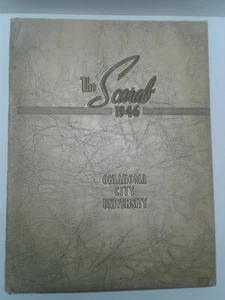 The Scarab
1946
OKLAHOMA
CITY
UNIVERSITY